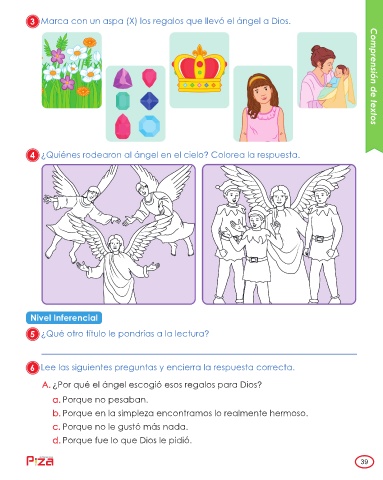 3 Marca con un aspa (X) los regalos que llevó el ángel a Dios.
Comprensión de textos
4 ¿Quiénes rodearon al ángel en el cielo? Colorea la respuesta.
Nivel Inferencial
5 ¿Qué otro título le pondrías a la lectura?
6 Lee las siguientes preguntas y encierra la respuesta correcta.
A. ¿Por qué el ángel escogió esos regalos para Dios?
a. Porque no pesaban.
b. Porque en la simpleza encontramos lo realmente hermoso.
c. Porque no le gustó más nada.
d. Porque fue lo que Dios le pidió.
39